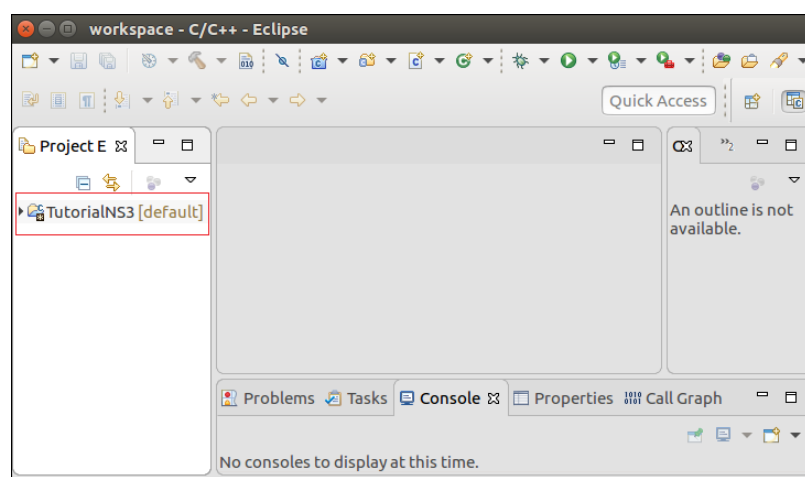 workspace - C/C++ - Eclipse
Quick Access
Project E
»2
TutorialNS3 [default]
An outline is not
available.
Problems Tasks Console Properties Call Graph
No consoles to display at this time.